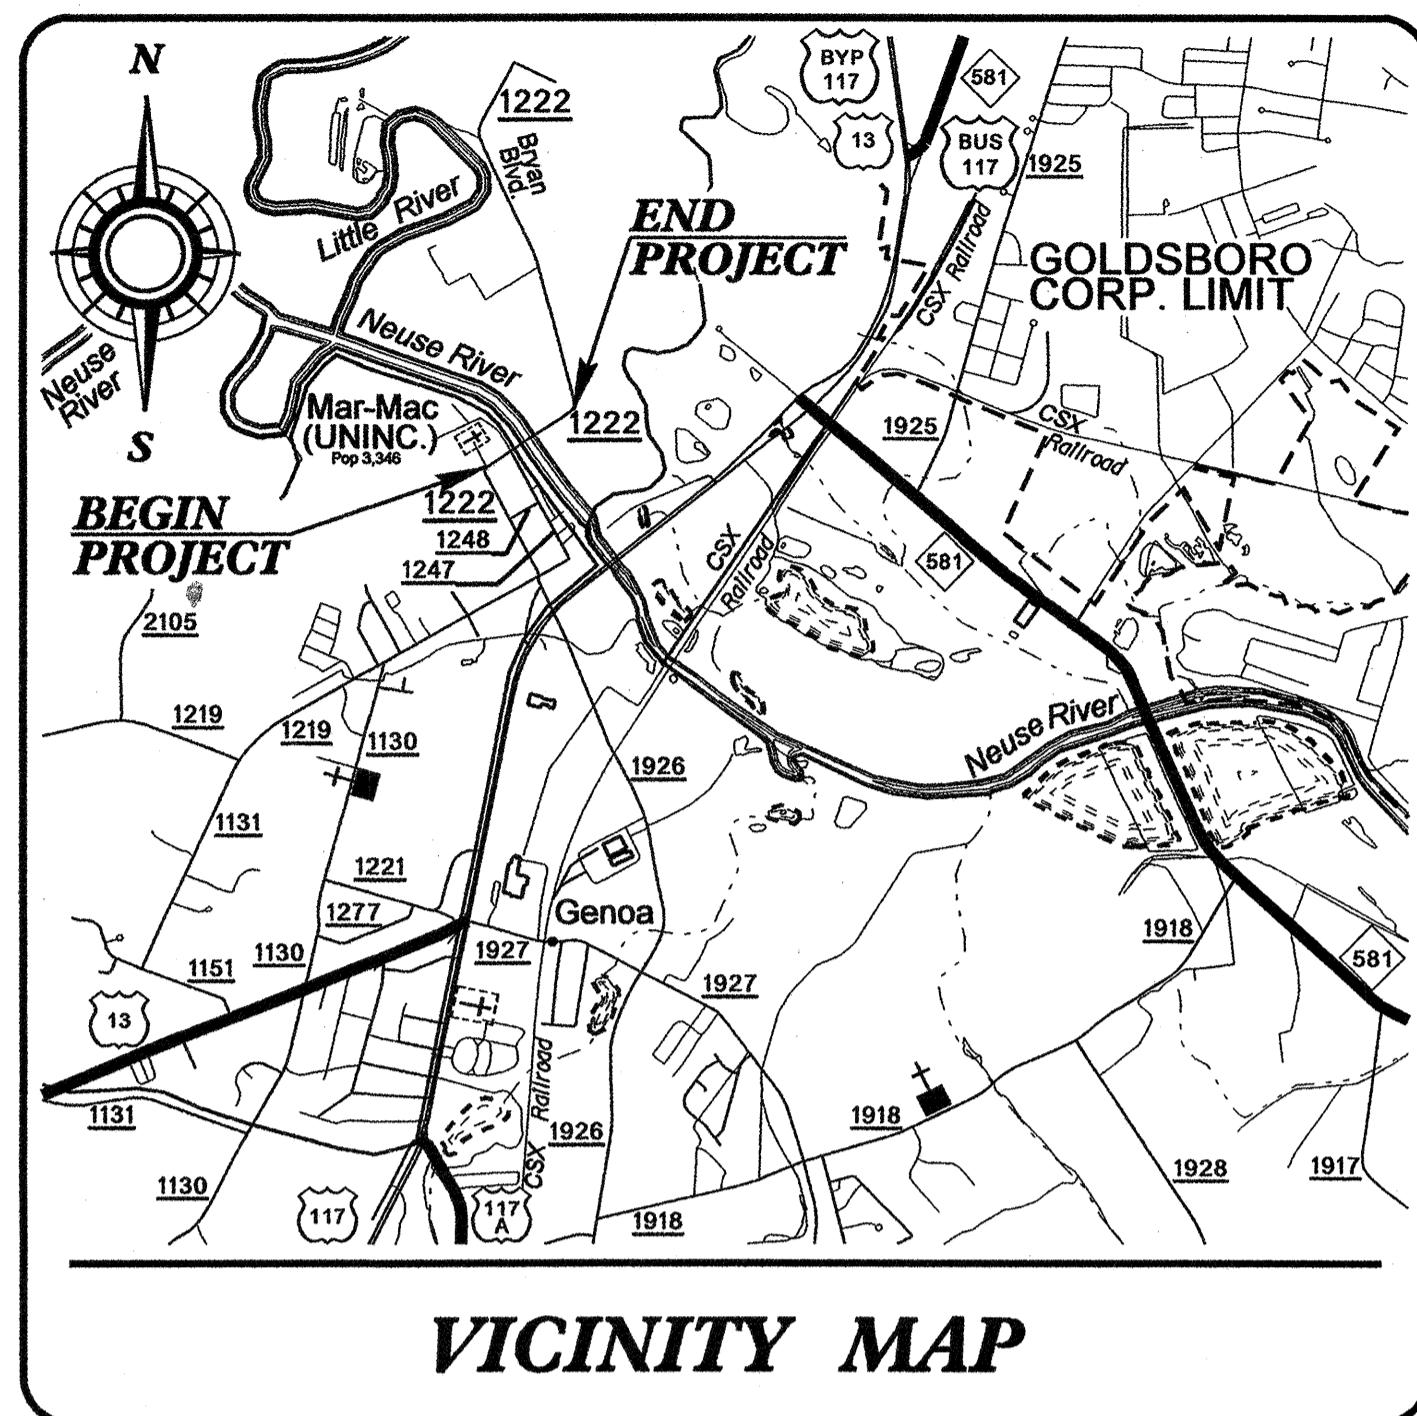 N
S
BYP
117
13
581
BUS
117
1925
1222
Bryan
Blvd.
Little River
END
PROJECT
CSX Railroad
GOLDSBORO
CORP. LIMIT
Neuse
River
Neuse River
Mar-Mac
(UNINC.)
Pop 3,346
1222
1925
CSX
Railroad
BEGIN
PROJECT
1222
1248
1247
CSX
Railroad
581
2105
1219
1219
1130
1926
Neuse River
1131
1221
1277
Genoa
1918
1130
1927
1151
1927
581
13
CSX Railroad
1131
1926
1918
1928
1917
1130
117
117
A
1918
VICINITY MAP